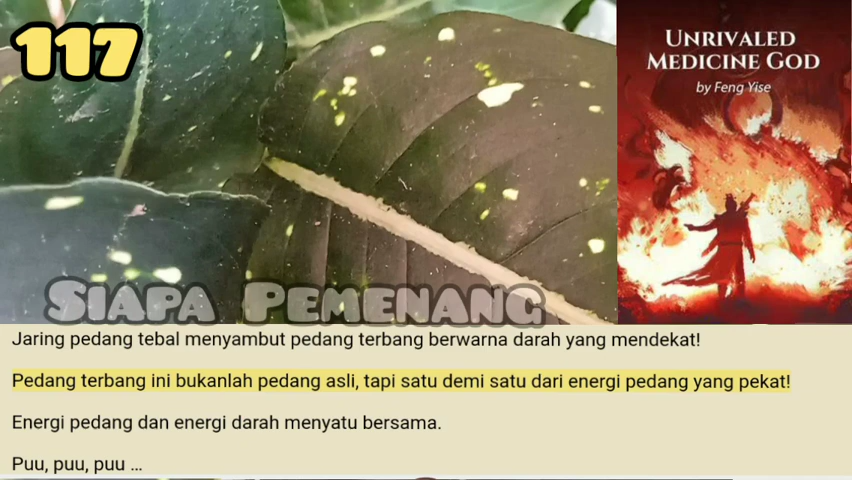 117
UNRIVALED
MEDICINE GOD
by Feng Yise
SIAPA PEMENANG
Jaring pedang tebal menyambut pedang terbang berwarna darah yang mendekat!
Pedang terbang ini bukanlah pedang asli, tapi satu demi satu dari energi pedang yang pekat!
Energi pedang dan energi darah menyatu bersama.
Puu, puu, puu ...